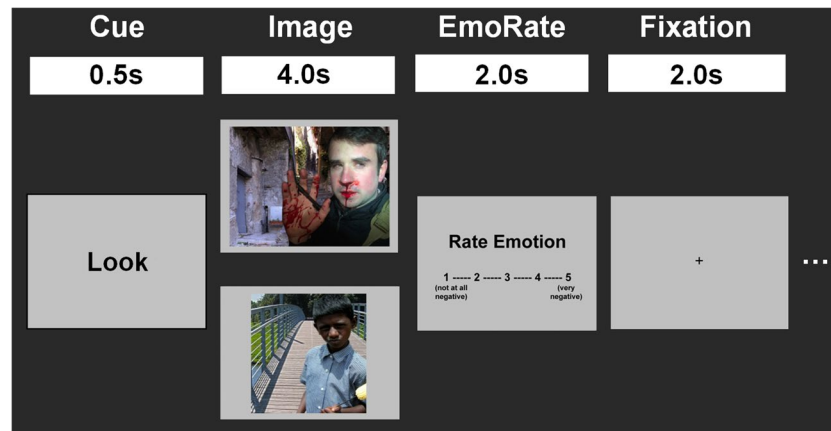 Cue Image EmoRate Fixation
0.5s 4.0s 2.0s 2.0s
Look
Rate Emotion
1 ----- 2 ----- 3 ----- 4 ----- 5
(not at all negative) (very negative)
+
...